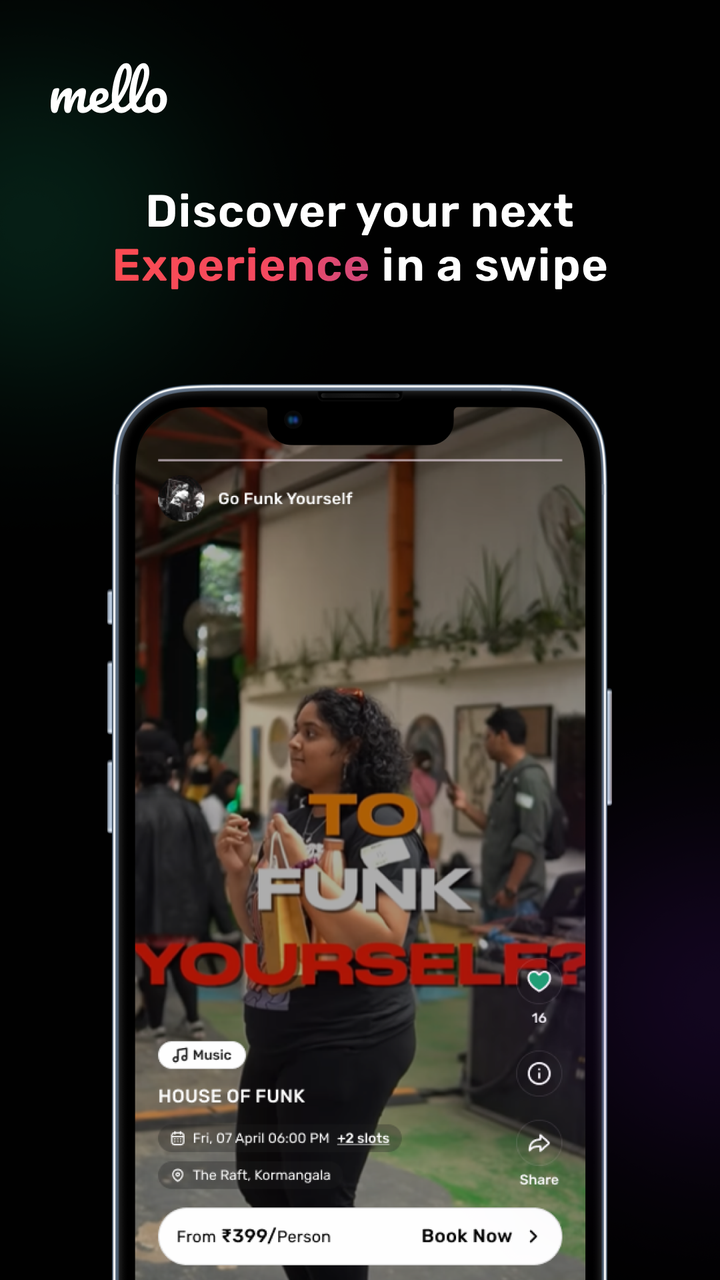 mello
Discover your next
Experience in a swipe
Go Funk Yourself
TO
FUNK
YOURSELF?
16
Music
HOUSE OF FUNK
Fri, 07 April 06:00 PM +2 slots
The Raft, Kormangala
Share
From ₹399/Person Book Now